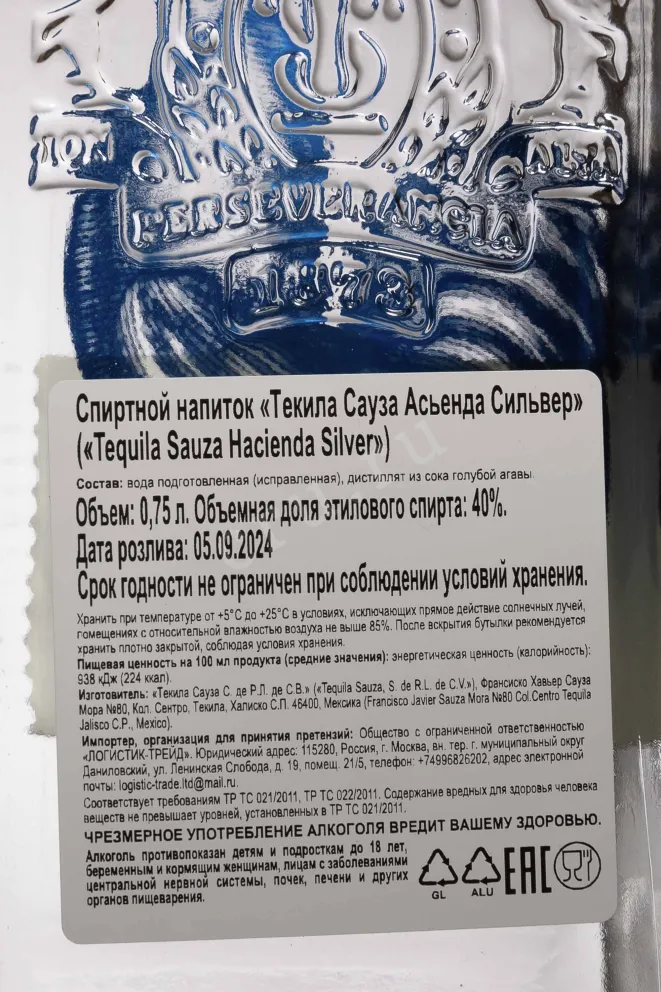 PERSEVERANCIA
1873
Спиртной напиток «Текила Сауза Асьенда Сильвер»
(«Tequila Sauza Hacienda Silver»)
Состав: вода подготовленная (исправленная), дистиллят из сока голубой агавы.
Объем: 0,75 л. Объемная доля этилового спирта: 40%.
Дата розлива: 05.09.2024
Срок годности не ограничен при соблюдении условий хранения.
Хранить при температуре от +5°С до +25°С в условиях, исключающих прямое действие солнечных лучей,
помещениях с относительной влажностью воздуха не выше 85%. После вскрытия бутылки рекомендуется
хранить плотно закрытой, соблюдая условия хранения.
Пищевая ценность на 100 мл продукта (средние значения): энергетическая ценность (калорийность):
938 кДж (224 ккал).
Изготовитель: «Текила Сауза С. де Р.Л. де С.В.» («Tequila Sauza, S. de R.L. de C.V.»), Франсиско Хавьер Сауза
Мора №80, Кол. Сентро, Текила, Халиско С.П. 46400, Мексика (Francisco Javier Sauza Mora №80 Col.Centro Tequila
Jalisco C.P., Mexico).
Импортер, организация для принятия претензий: Общество с ограниченной ответственностью
«ЛОГИСТИК-ТРЕЙД». Юридический адрес: 115280, Россия, г. Москва, вн. тер. г. муниципальный округ
Даниловский, ул. Ленинская Слобода, д. 19, помещ. 21/5, телефон: +74996826202, адрес электронной
почты: logistic-trade.ltd@mail.ru.
Соответствует требованиям ТР ТС 021/2011, ТР ТС 022/2011. Содержание вредных для здоровья человека
веществ не превышает уровней, установленных в ТР ТС 021/2011.
ЧРЕЗМЕРНОЕ УПОТРЕБЛЕНИЕ АЛКОГОЛЯ ВРЕДИТ ВАШЕМУ ЗДОРОВЬЮ.
Алкоголь противопоказан детям и подросткам до 18 лет,
беременным и кормящим женщинам, лицам с заболеваниями
центральной нервной системы, почек, печени и других
органов пищеварения.
GL ALU EAC